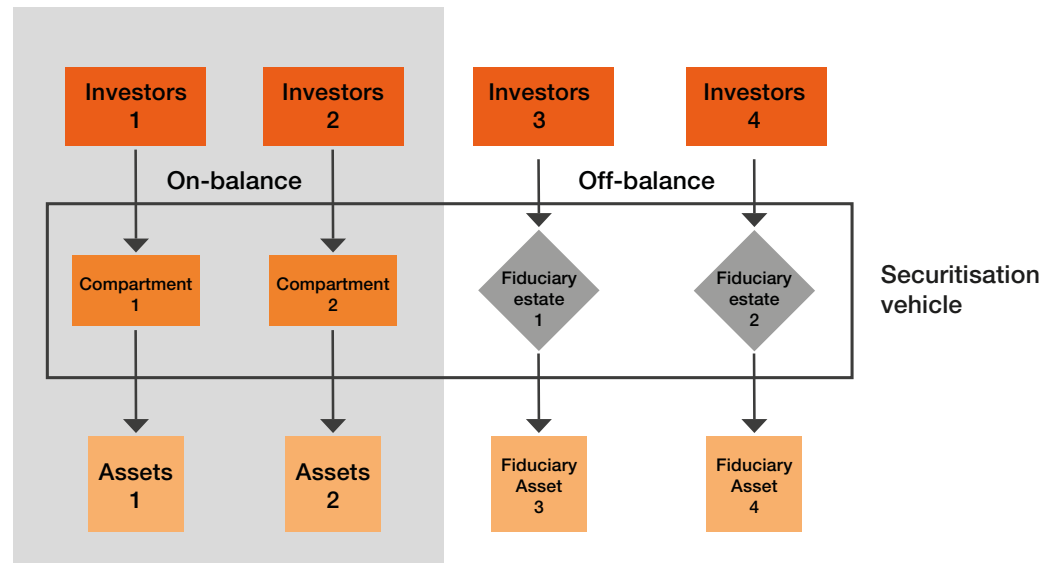 Investors
1
Investors
2
Investors
3
Investors
4
On-balance
Off-balance
Compartment
1
Compartment
2
Fiduciary
estate
1
Fiduciary
estate
2
Securitisation
vehicle
Assets
1
Assets
2
Fiduciary
Asset
3
Fiduciary
Asset
4